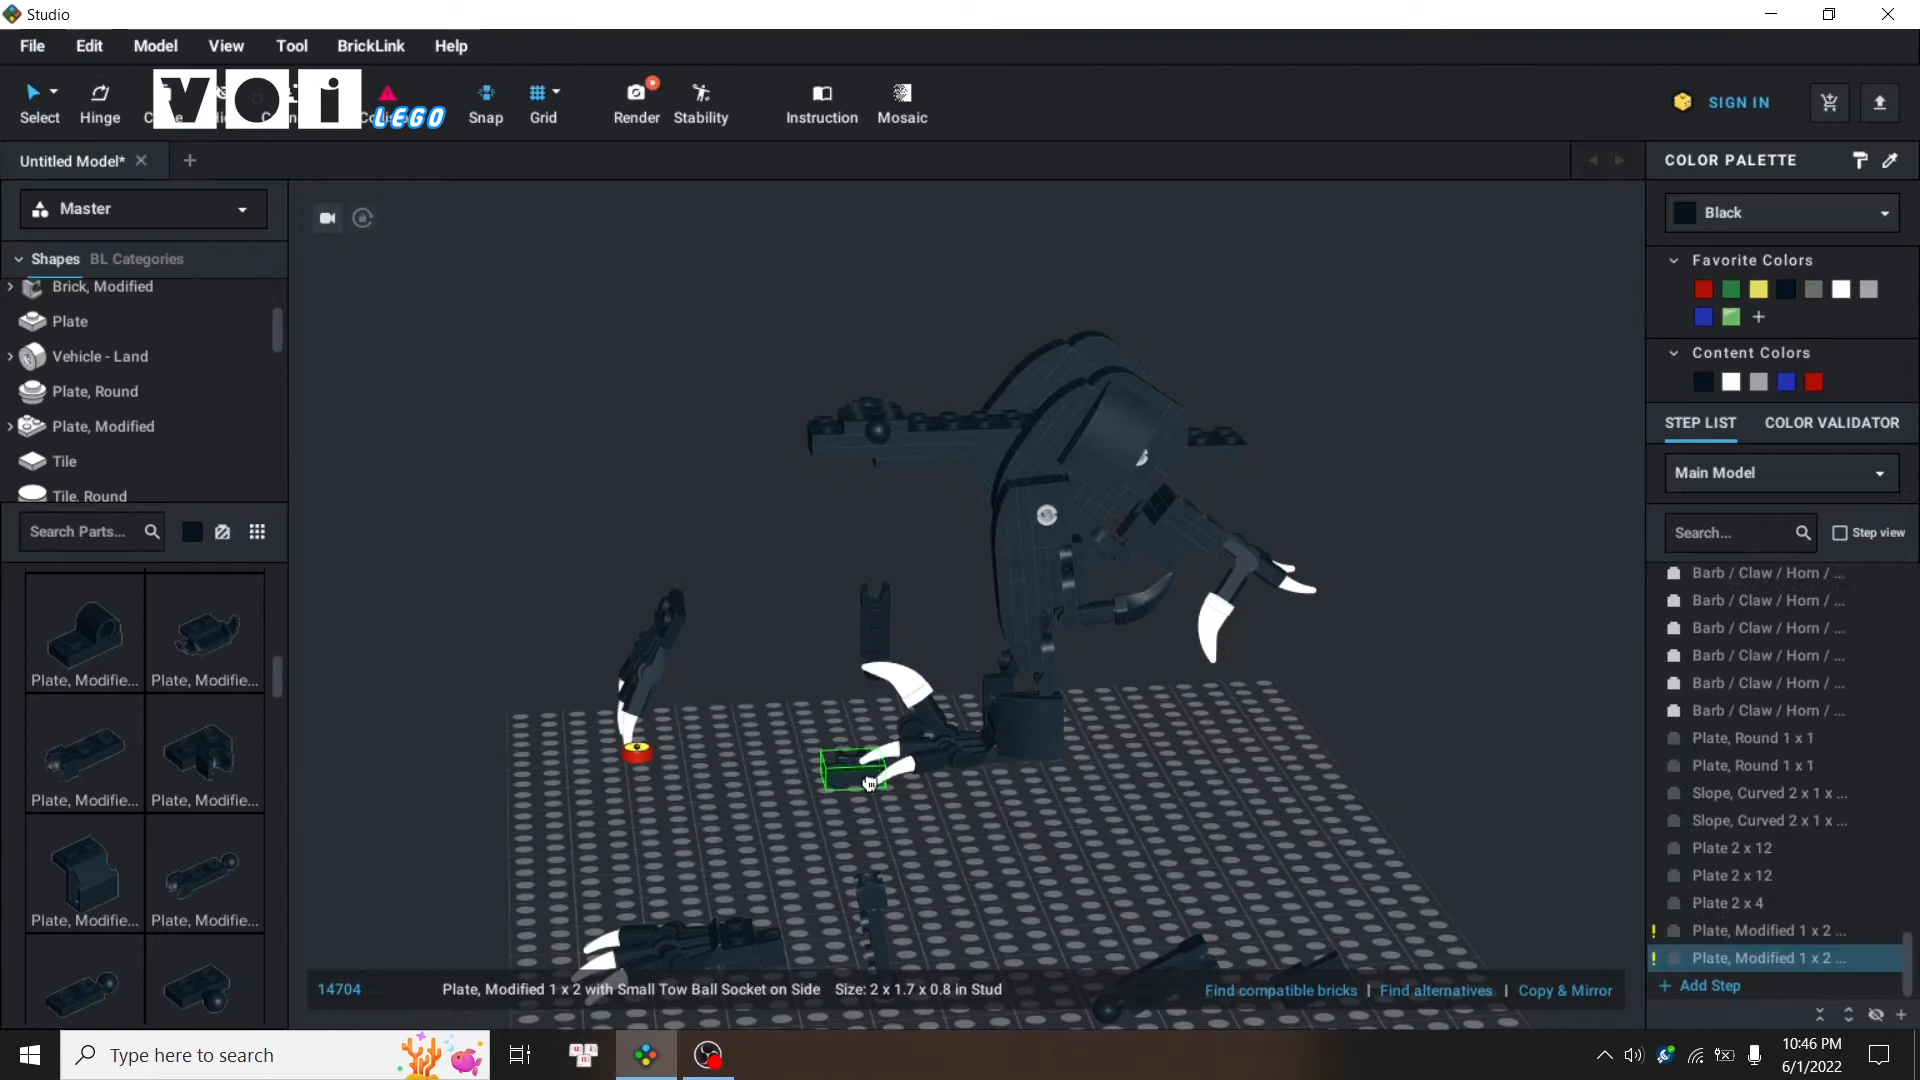 Studio
File Edit Model View Tool BrickLink Help
voi LEGO
Select Hinge Snap Grid Render Stability Instruction Mosaic SIGN IN
Untitled Model* COLOR PALETTE
Master
Black
Shapes BL Categories
Favorite Colors
Brick, Modified
Plate
Vehicle - Land
Content Colors
Plate, Round
Plate, Modified
STEP LIST COLOR VALIDATOR
Tile
Main Model
Tile, Round
Search Parts...
Search... Step view
Barb / Claw / Horn / ...
Barb / Claw / Horn / ...
Barb / Claw / Horn / ...
Barb / Claw / Horn / ...
Barb / Claw / Horn / ...
Barb / Claw / Horn / ...
Plate, Round 1 x 1
Plate, Round 1 x 1
Slope, Curved 2 x 1 x ...
Slope, Curved 2 x 1 x ...
Plate 2 x 12
Plate 2 x 12
Plate 2 x 4
Plate, Modified 1 x 2 ...
Plate, Modified 1 x 2 ...
Add Step
Plate, Modifie... Plate, Modifie...
Plate, Modifie... Plate, Modifie...
Plate, Modifie... Plate, Modifie...
14704 Plate, Modified 1 x 2 with Small Tow Ball Socket on Side Size: 2 x 1.7 x 0.8 in Stud Find compatible bricks | Find alternatives | Copy & Mirror
Type here to search
10:46 PM
6/1/2022